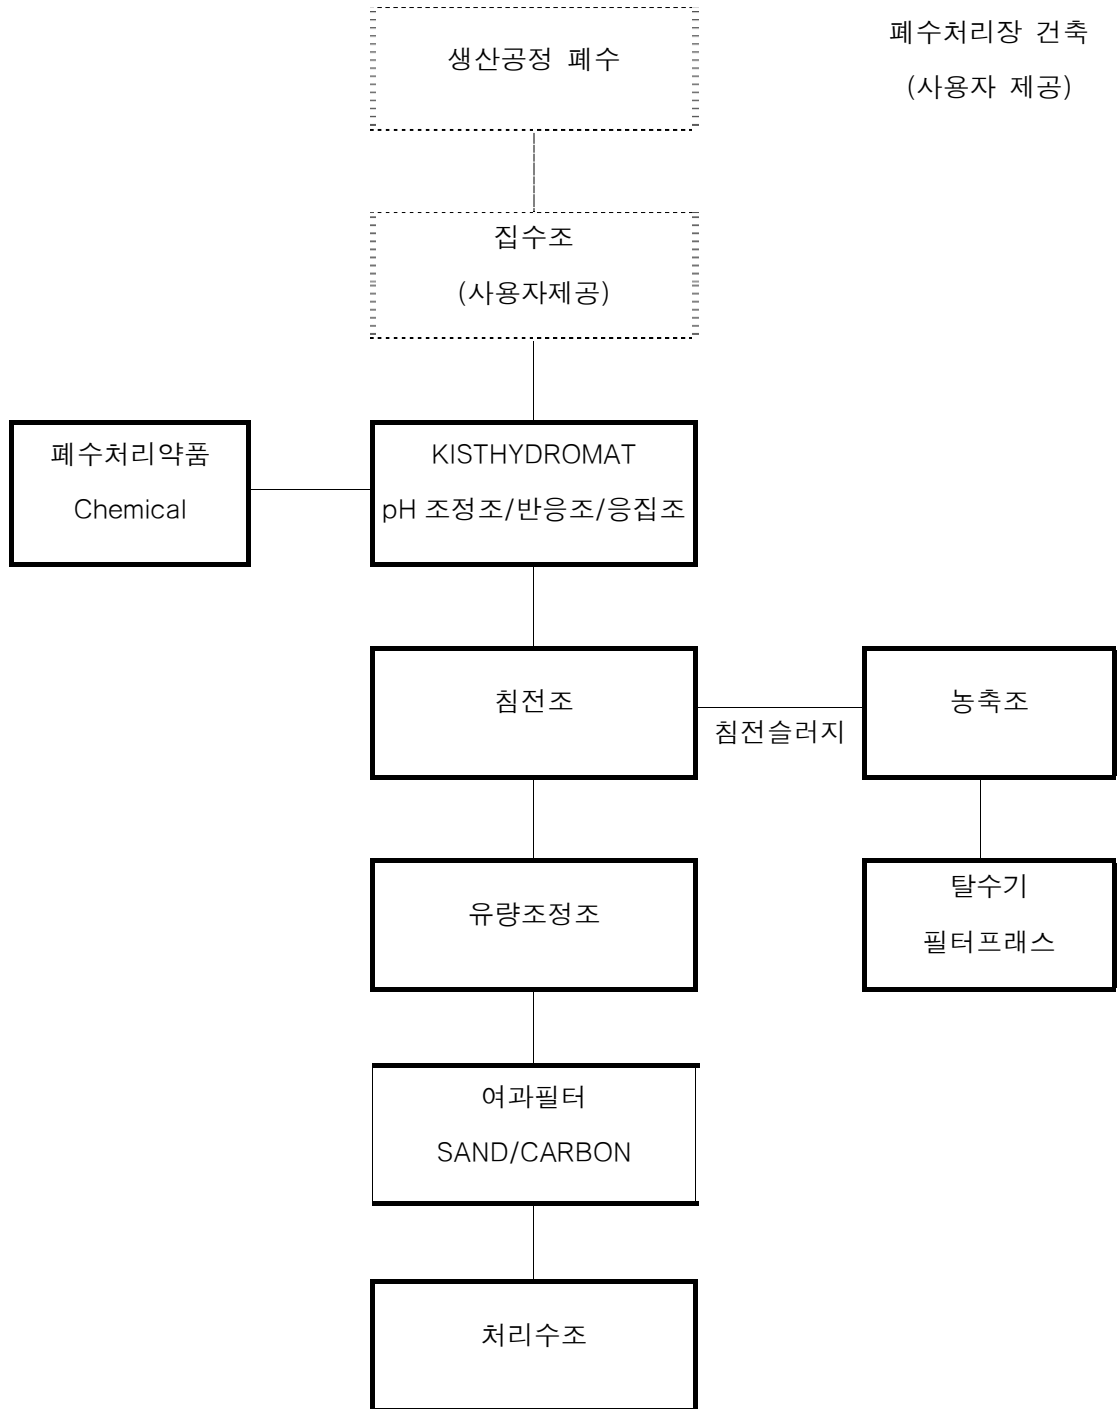 생산공정 폐수
폐수처리장 건축
(사용자 제공)
집수조
(사용자제공)
폐수처리약품
Chemical
KISTHYDROMAT
pH 조정조/반응조/응집조
침전조
침전슬러지
농축조
유량조정조
탈수기
필터프래스
여과필터
SAND/CARBON
처리수조